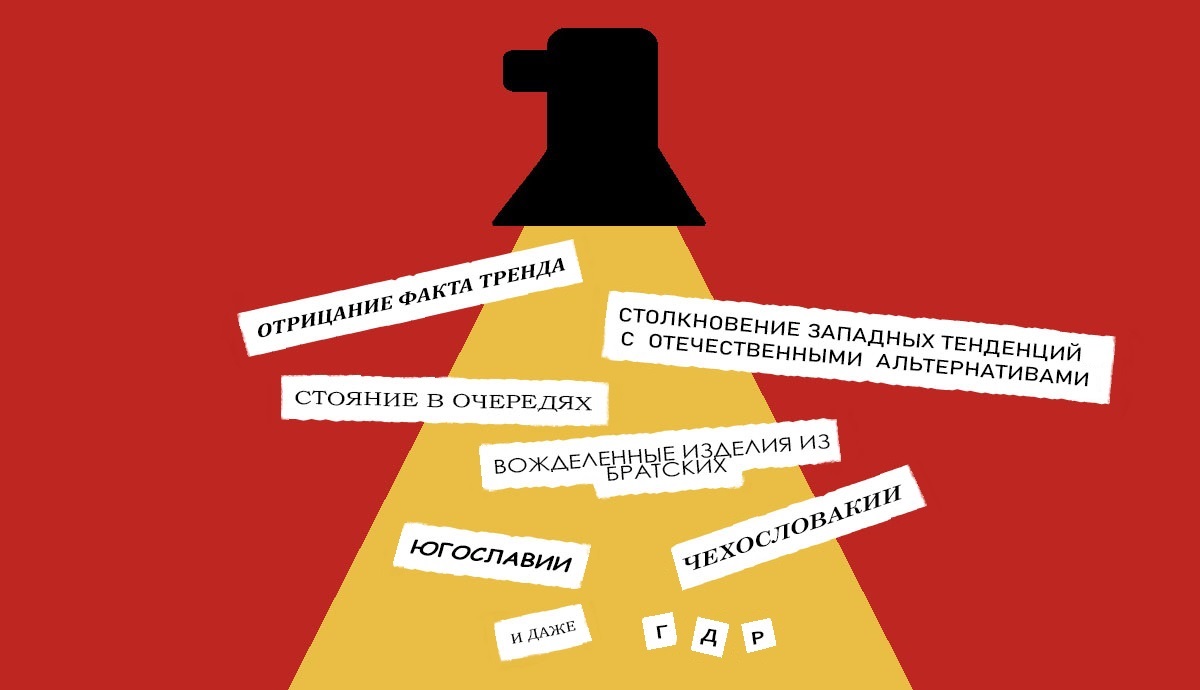 ОТРИЦАНИЕ ФАКТА ТРЕНДА
СТОЛКНОВЕНИЕ ЗАПАДНЫХ ТЕНДЕНЦИЙ
С ОТЕЧЕСТВЕННЫМИ АЛЬТЕРНАТИВАМИ
СТОЯНИЕ В ОЧЕРЕДЯХ
ВОЖДЕЛЕННЫЕ ИЗДЕЛИЯ ИЗ
БРАТСКИХ
ЧЕХОСЛОВАКИИ
ЮГОСЛАВИИ
И ДАЖЕ
Г Д Р